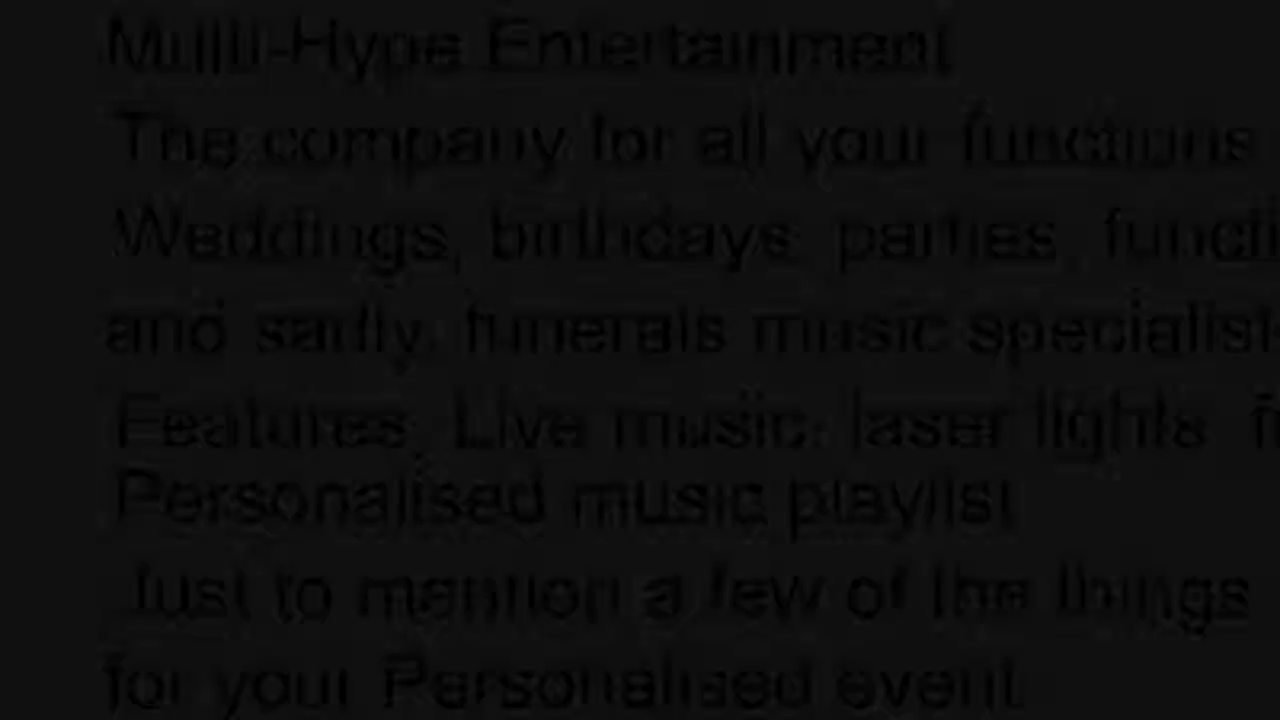 Multi-Hype Entertainment
The company for all your functions
Weddings, birthdays parties, functi
and sadly, funerals music specialist
Features, Live music, laser lights f
Personalised music playlist
Just to mention a few of the things
for your Personalised event